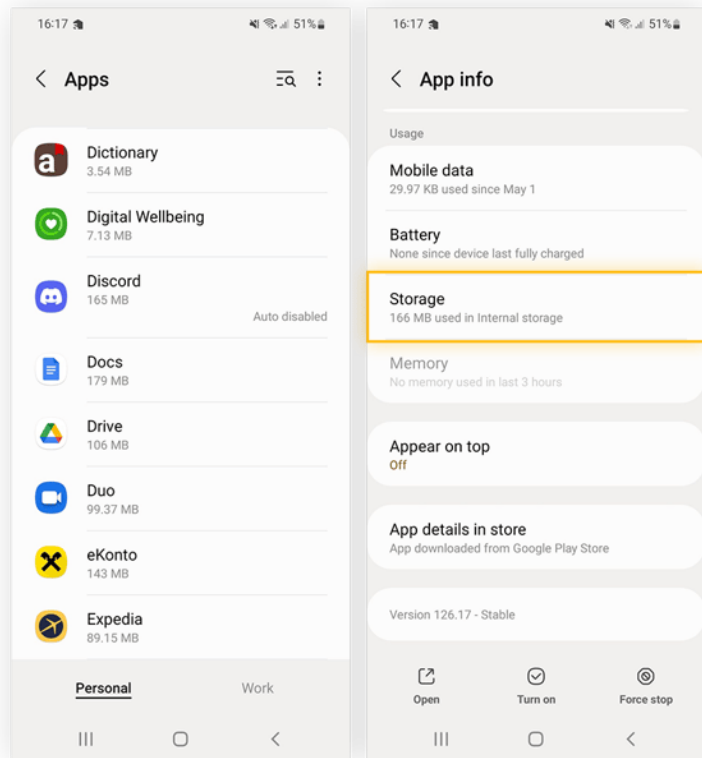 16:17
51%
Apps
Dictionary
3.54 MB
Digital Wellbeing
7.13 MB
Discord
165 MB
Auto disabled
Docs
179 MB
Drive
106 MB
Duo
99.37 MB
eKonto
143 MB
Expedia
89.15 MB
Personal
Work
16:17
51%
App info
Usage
Mobile data
29.97 KB used since May 1
Battery
None since device last fully charged
Storage
166 MB used in Internal storage
Memory
No memory used in last 3 hours
Appear on top
Off
App details in store
App downloaded from Google Play Store
Version 126.17 - Stable
Open
Turn on
Force stop